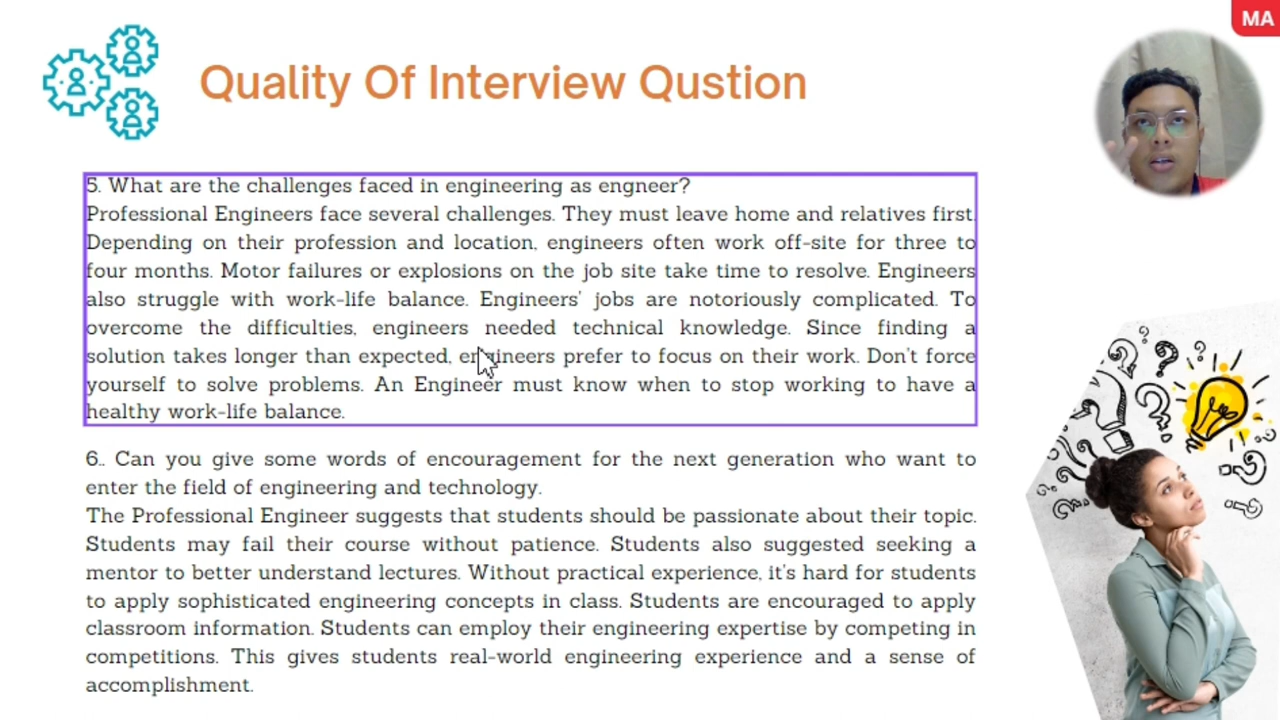 MA
Quality Of Interview Qustion
5. What are the challenges faced in engineering as engneer?
Professional Engineers face several challenges. They must leave home and relatives first.
Depending on their profession and location, engineers often work off-site for three to
four months. Motor failures or explosions on the job site take time to resolve. Engineers
also struggle with work-life balance. Engineers' jobs are notoriously complicated. To
overcome the difficulties, engineers needed technical knowledge. Since finding a
solution takes longer than expected, engineers prefer to focus on their work. Don't force
yourself to solve problems. An Engineer must know when to stop working to have a
healthy work-life balance.
6.. Can you give some words of encouragement for the next generation who want to
enter the field of engineering and technology.
The Professional Engineer suggests that students should be passionate about their topic.
Students may fail their course without patience. Students also suggested seeking a
mentor to better understand lectures. Without practical experience, it's hard for students
to apply sophisticated engineering concepts in class. Students are encouraged to apply
classroom information. Students can employ their engineering expertise by competing in
competitions. This gives students real-world engineering experience and a sense of
accomplishment.